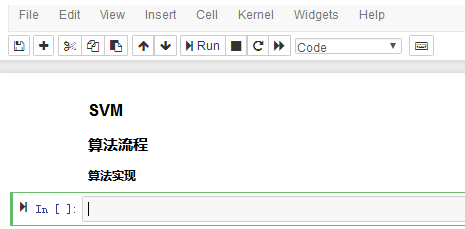 File Edit View Insert Cell Kernel Widgets Help
Run Code
SVM
算法流程
算法实现
In [ ]: